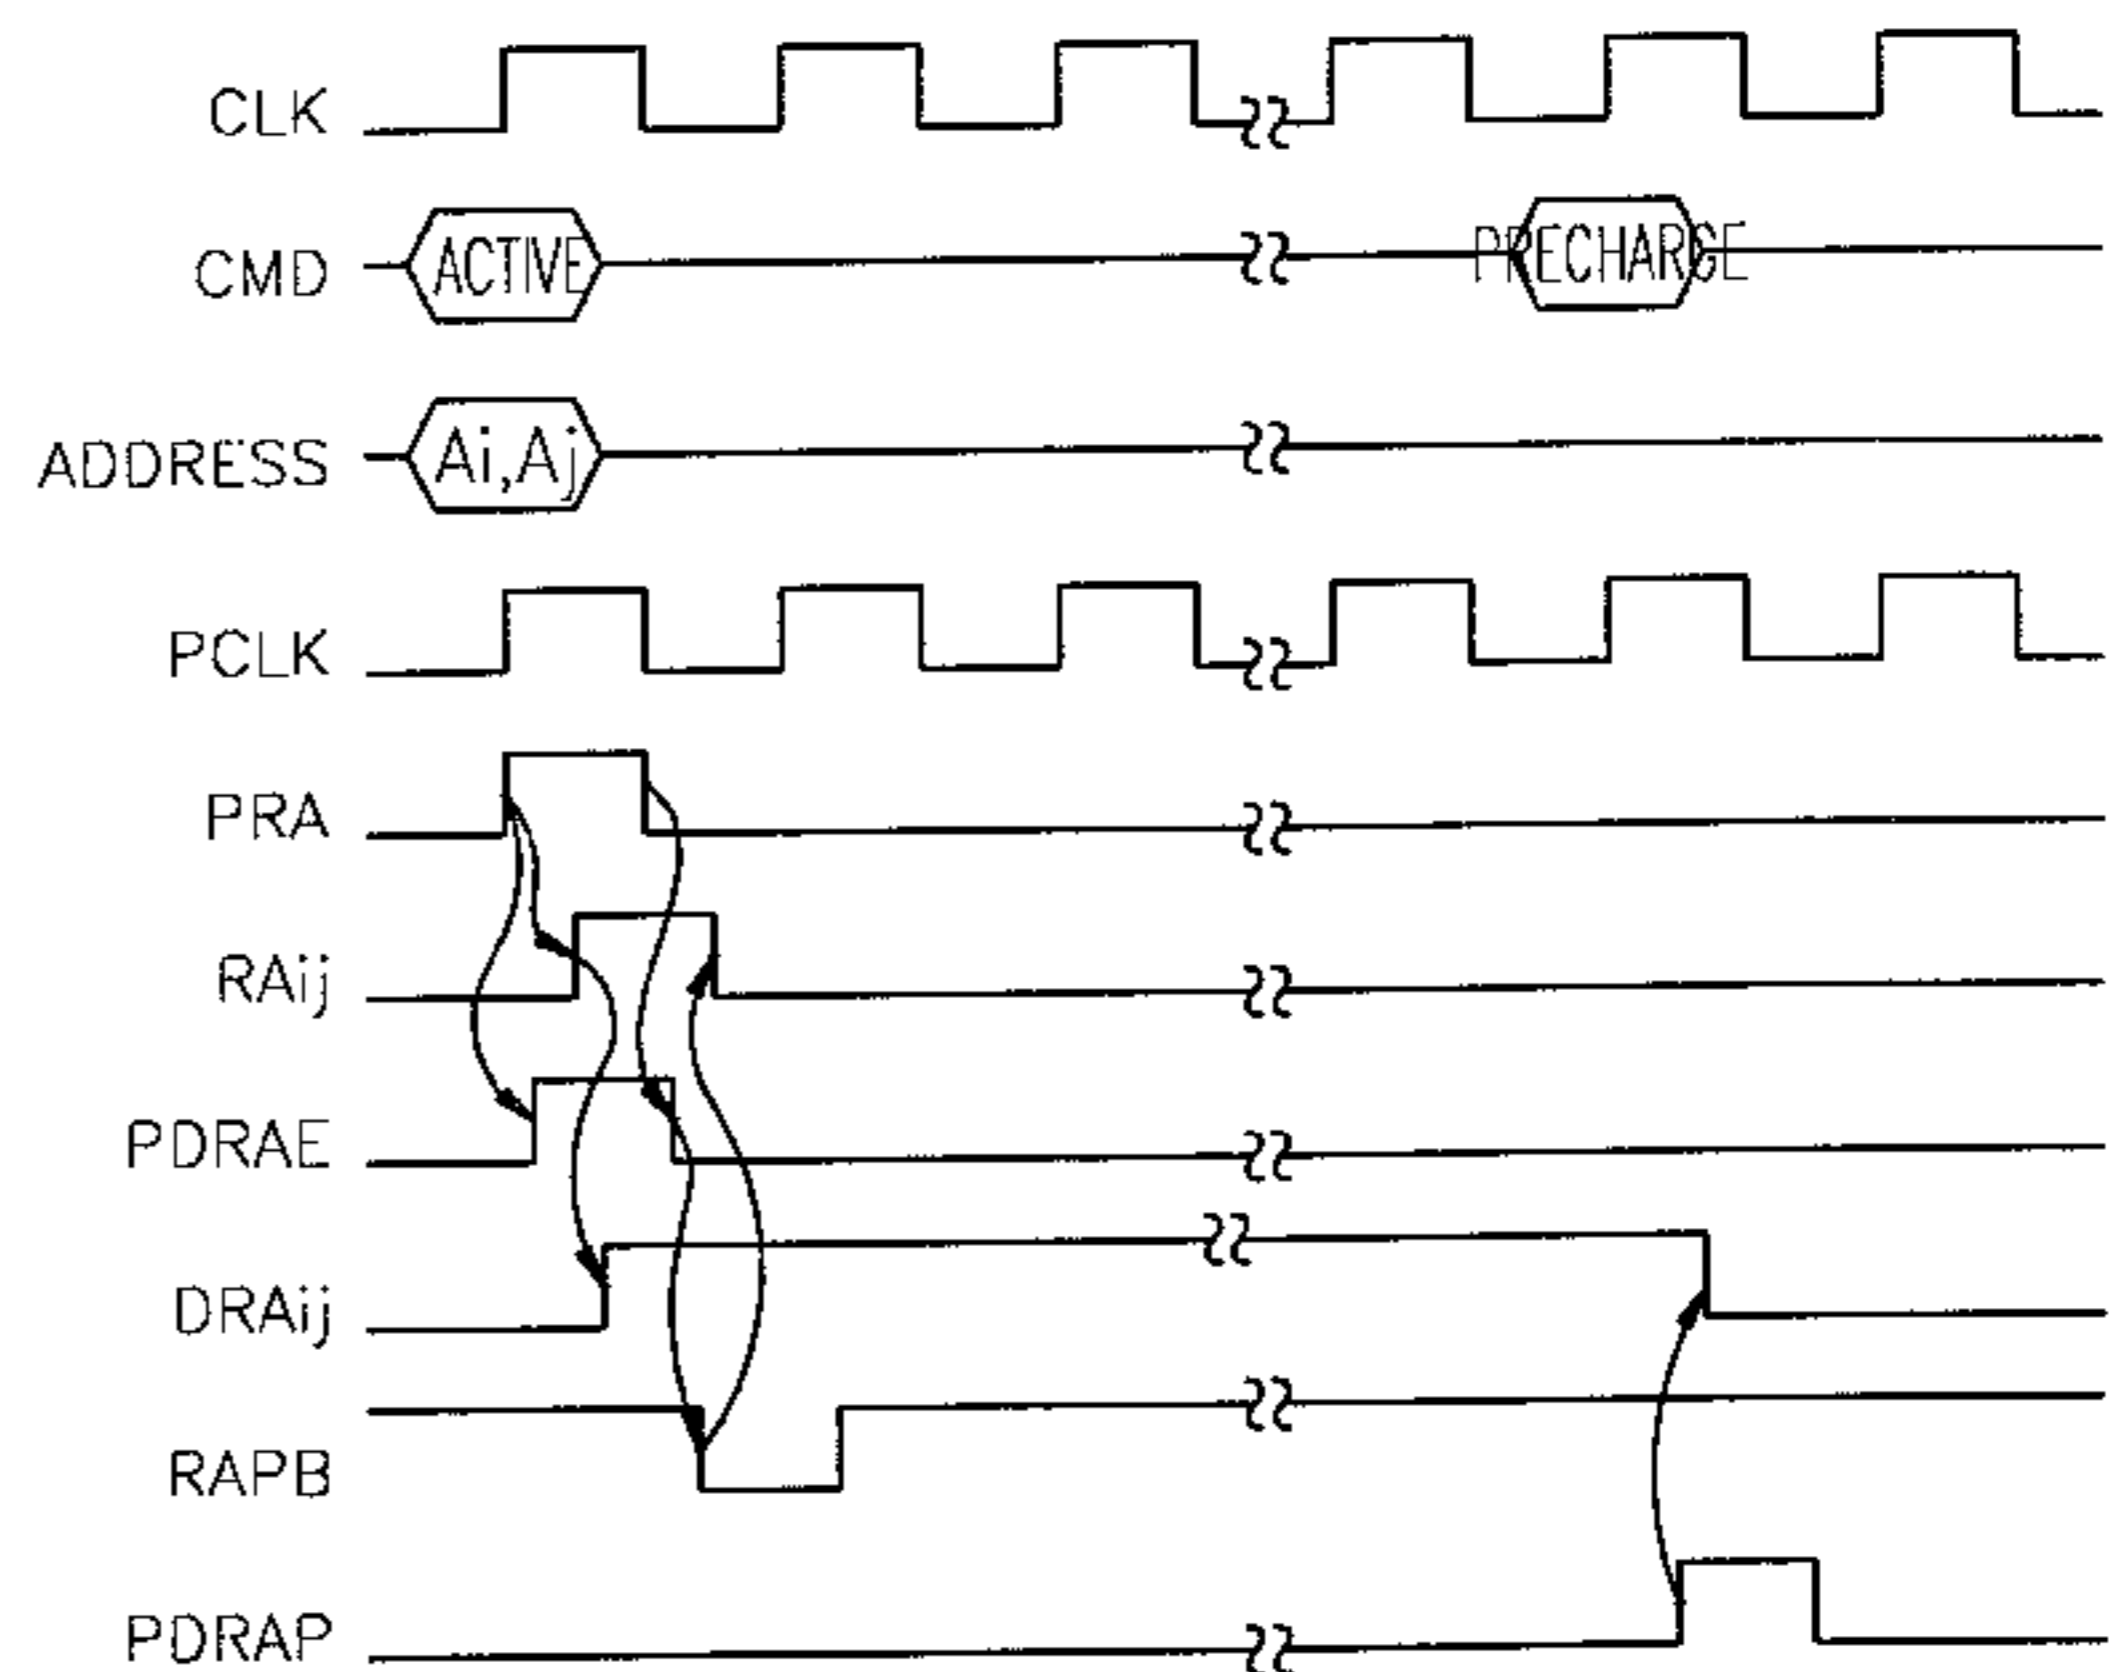 CLK
CMD ACTIVE PRECHARGE
ADDRESS Ai,Aj
PCLK
PRA
RAij
PDRAE
DRAij
RAPB
PDRAP